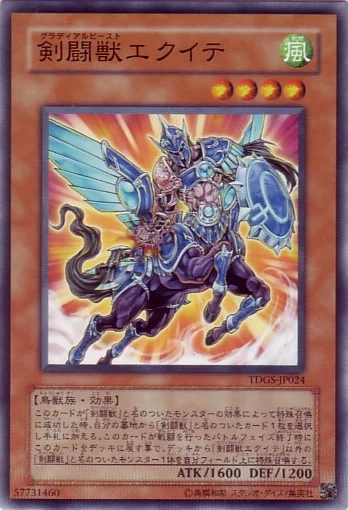 グラディアルビースト
剣闘獣エクイテ
風
TDGS-JP024
【鳥獣族・効果】
このカードが「剣闘獣」と名のついたモンスターの効果によって特殊召喚
に成功した時、自分の墓地から「剣闘獣」と名のついたカード１枚を選択
し手札に加える。このカードが戦闘を行ったバトルフェイズ終了時に
このカードをデッキに戻す事で、デッキから「剣闘獣エクイテ」以外の「剣闘
獣」と名のついたモンスター１体を自分フィールド上に特殊召喚する。
ATK/1600 DEF/1200
57731460
©高橋和希 スタジオ・ダイス/集英社